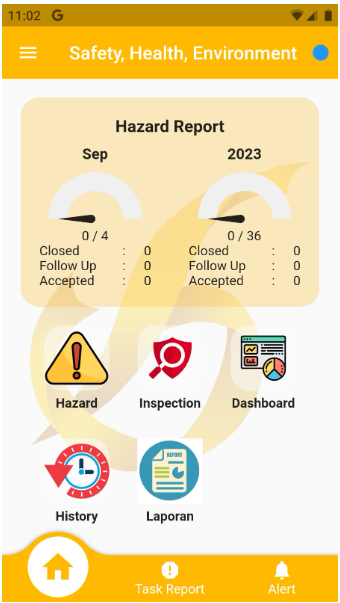 11:02 G
Safety, Health, Environment
Hazard Report
Sep 2023
0 / 4 0 / 36
Closed : 0 Closed : 0
Follow Up : 0 Follow Up : 0
Accepted : 0 Accepted : 0
Hazard Inspection Dashboard
REPORT
History Laporan
Task Report Alert